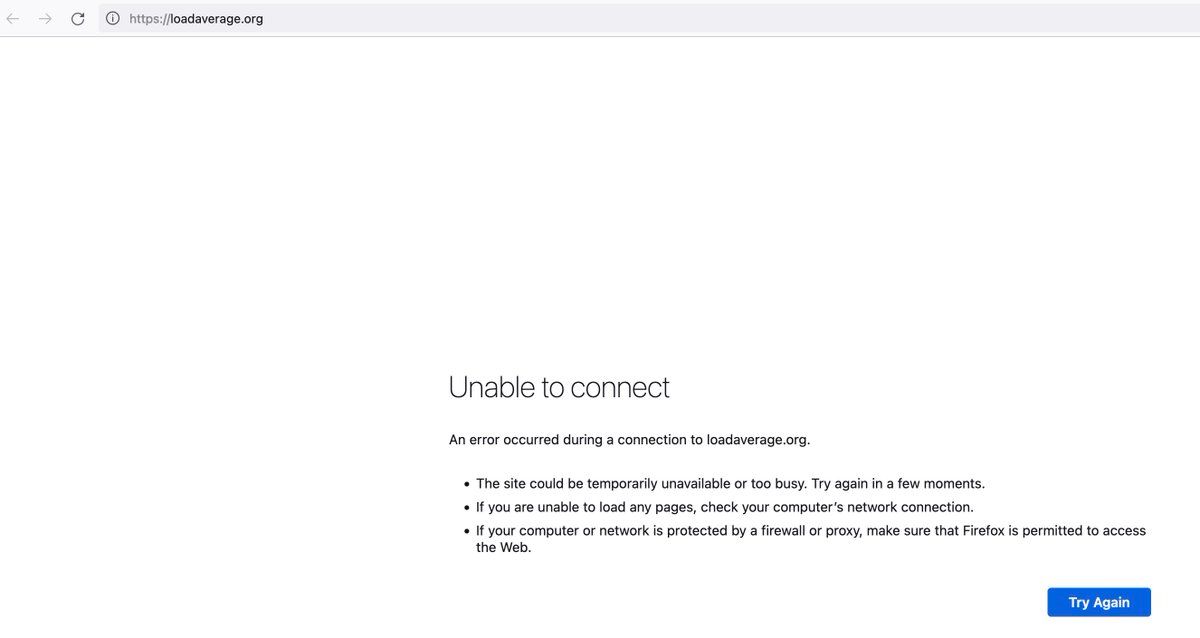 https://loadaverage.org
Unable to connect
An error occurred during a connection to loadaverage.org.
• The site could be temporarily unavailable or too busy. Try again in a few moments.
• If you are unable to load any pages, check your computer’s network connection.
• If your computer or network is protected by a firewall or proxy, make sure that Firefox is permitted to access
the Web.
Try Again